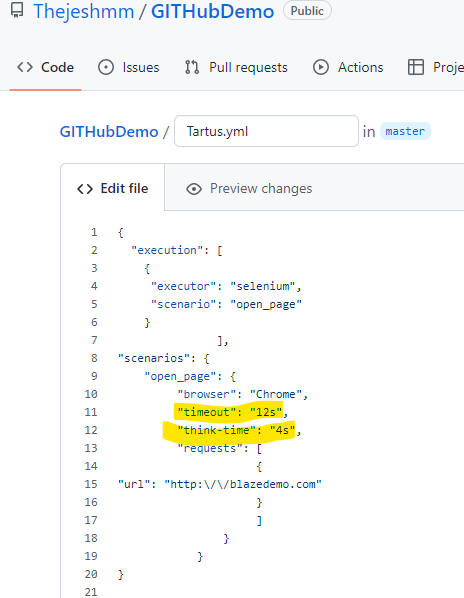 Thejeshmm / GITHubDemo Public
Code Issues Pull requests Actions Proje
GITHubDemo / Tartus.yml in master
Edit file Preview changes
1 {
2 "execution": [
3 {
4 "executor": "selenium",
5 "scenario": "open_page"
6 }
7 ],
8 "scenarios": {
9 "open_page": {
10 "browser": "Chrome",
11 "timeout": "12s",
12 "think-time": "4s",
13 "requests": [
14 {
15 "url": "http:\/\/blazedemo.com"
16 }
17 ]
18 }
19 }
20 }
21